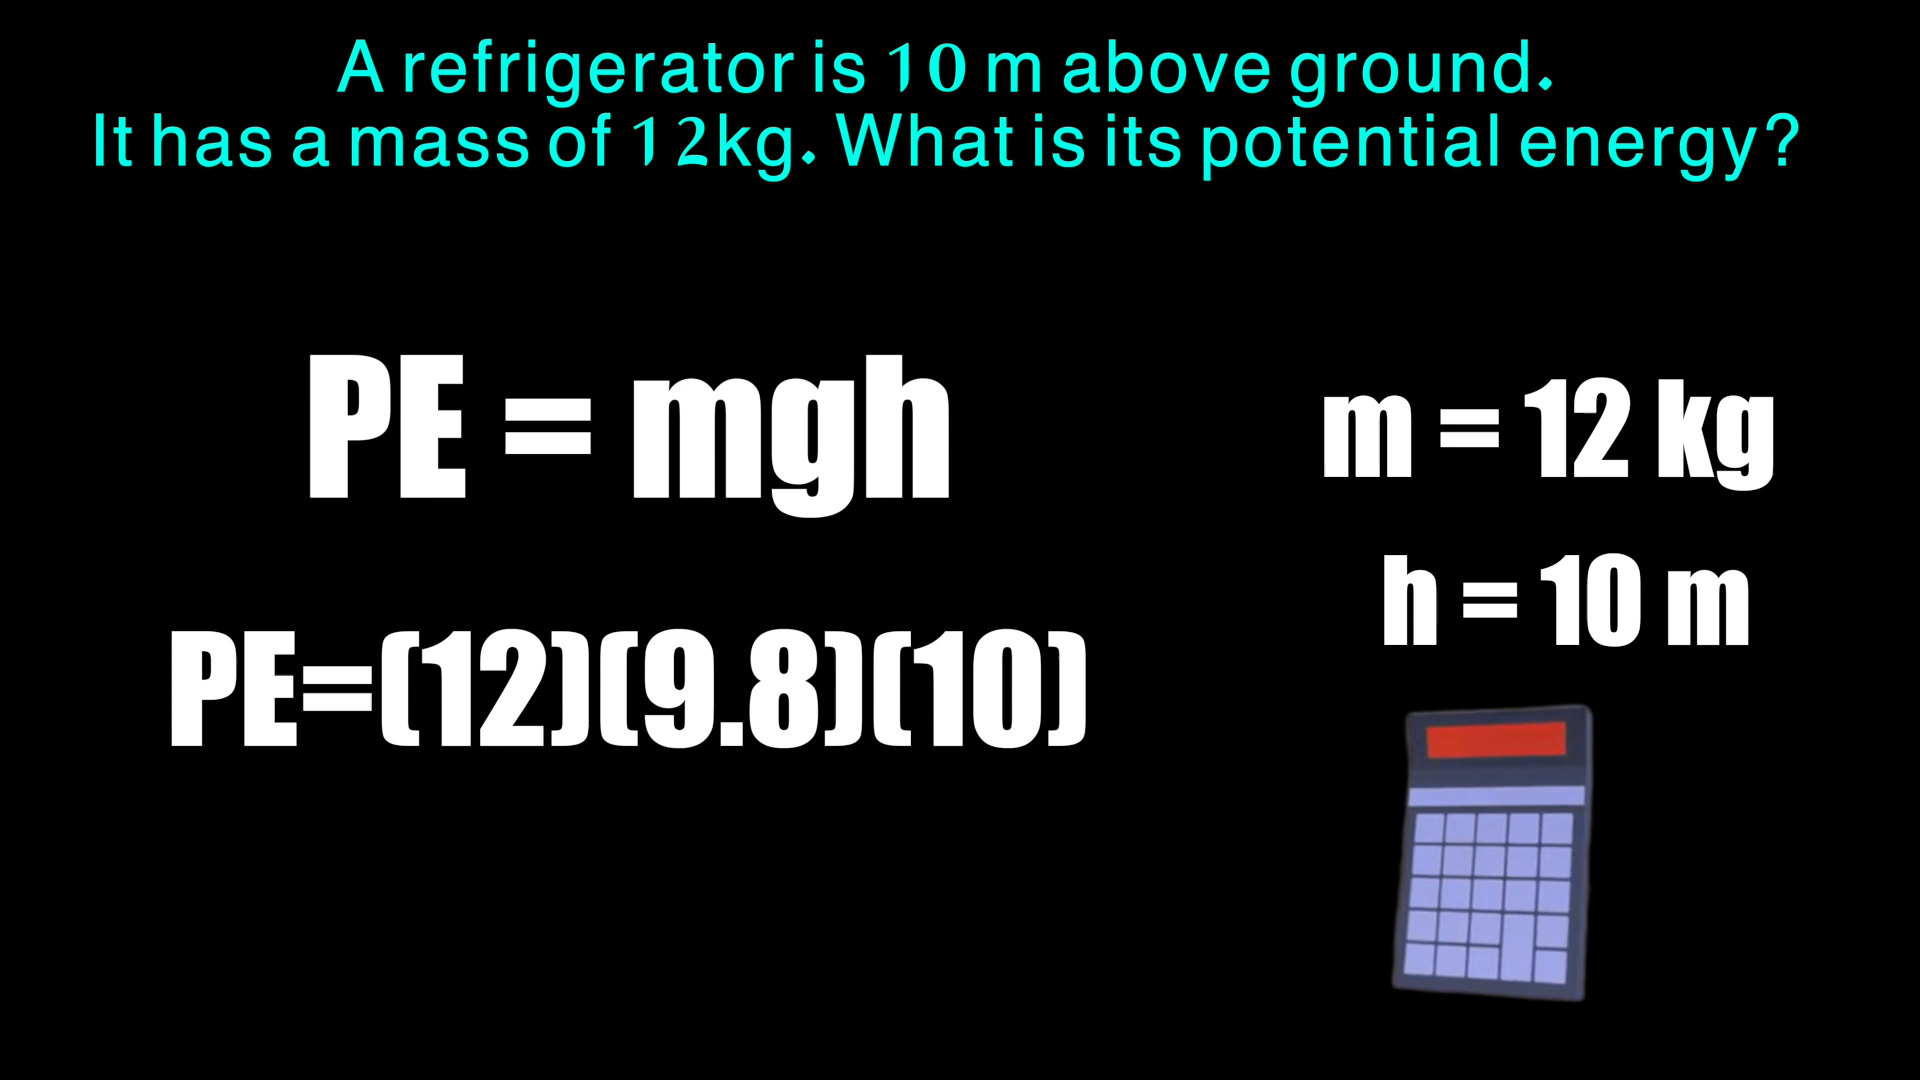 A refrigerator is 10 m above ground.
It has a mass of 12kg. What is its potential energy?
PE = mgh
m = 12 kg
h = 10 m
PE=(12)(9.8)(10)